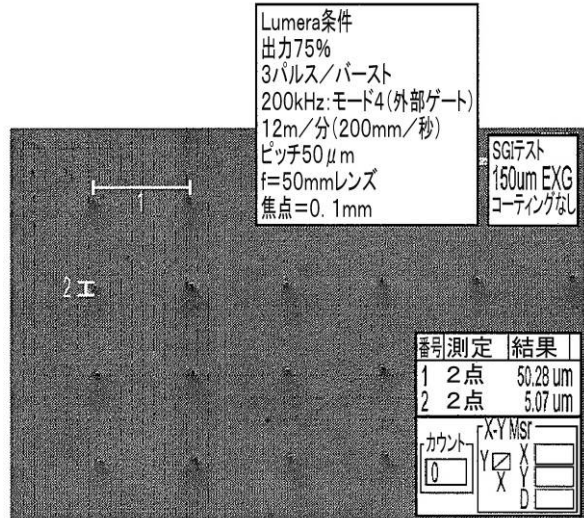 Lumera条件
出力75%
3パルス/バースト
200kHz:モード4(外部ゲート)
12m/分(200mm/秒)
ピッチ50μm
f=50mmレンズ
焦点=0.1mm
SGIテスト
150um EXG
コーティングなし
1
2
番号 測定 結果
1 2点 50.28 um
2 2点 5.07 um
カウント
0
X-Y Msr
X
Y
Y
X
D